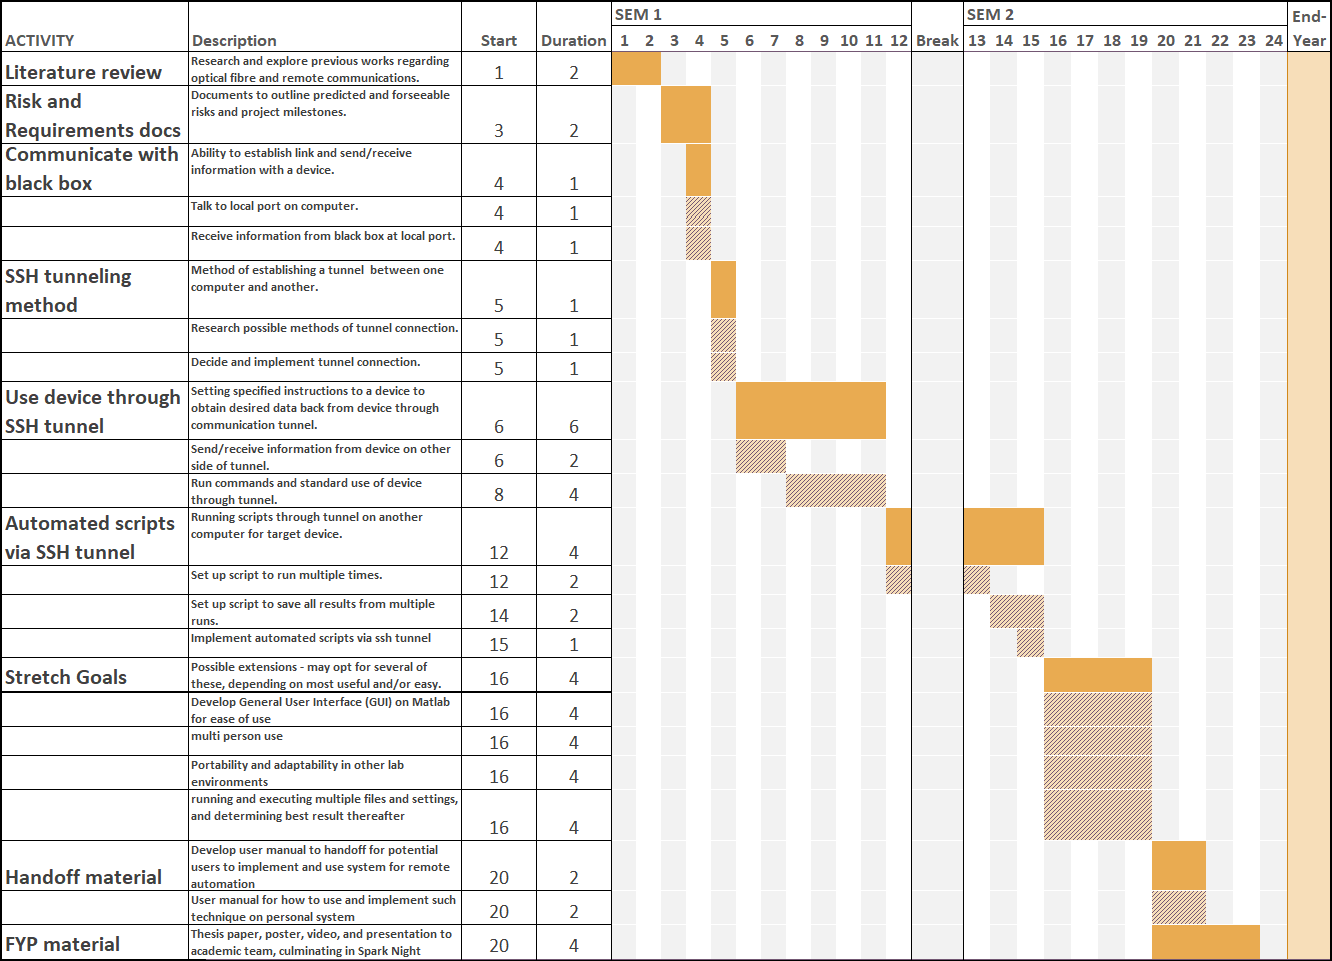 SEM 1 SEM 2 End-
ACTIVITY Description Start Duration 1 2 3 4 5 6 7 8 9 10 11 12 Break 13 14 15 16 17 18 19 20 21 22 23 24 Year
Literature review
Research and explore previous works regarding
optical fibre and remote communications.
1 2
Risk and
Requirements docs
Documents to outline predicted and forseeable
risks and project milestones.
3 2
Communicate with
black box
Ability to establish link and send/receive
information with a device.
4 1
Talk to local port on computer.
4 1
Receive information from black box at local port.
4 1
SSH tunneling
method
Method of establishing a tunnel between one
computer and another.
5 1
Research possible methods of tunnel connection.
5 1
Decide and implement tunnel connection.
5 1
Use device through
SSH tunnel
Setting specified instructions to a device to
obtain desired data back from device through
communication tunnel.
6 6
Send/receive information from device on other
side of tunnel.
6 2
Run commands and standard use of device
through tunnel.
8 4
Automated scripts
via SSH tunnel
Running scripts through tunnel on another
computer for target device.
12 4
Set up script to run multiple times.
12 2
Set up script to save all results from multiple
runs.
14 2
Implement automated scripts via ssh tunnel
15 1
Stretch Goals
Possible extensions - may opt for several of
these, depending on most useful and/or easy.
16 4
Develop General User Interface (GUI) on Matlab
for ease of use
16 4
multi person use
16 4
Portability and adaptability in other lab
environments
16 4
running and executing multiple files and settings,
and determining best result thereafter
16 4
Handoff material
Develop user manual to handoff for potential
users to implement and use system for remote
automation
20 2
User manual for how to use and implement such
technique on personal system
20 2
FYP material
Thesis paper, poster, video, and presentation to
academic team, culminating in Spark Night
20 4